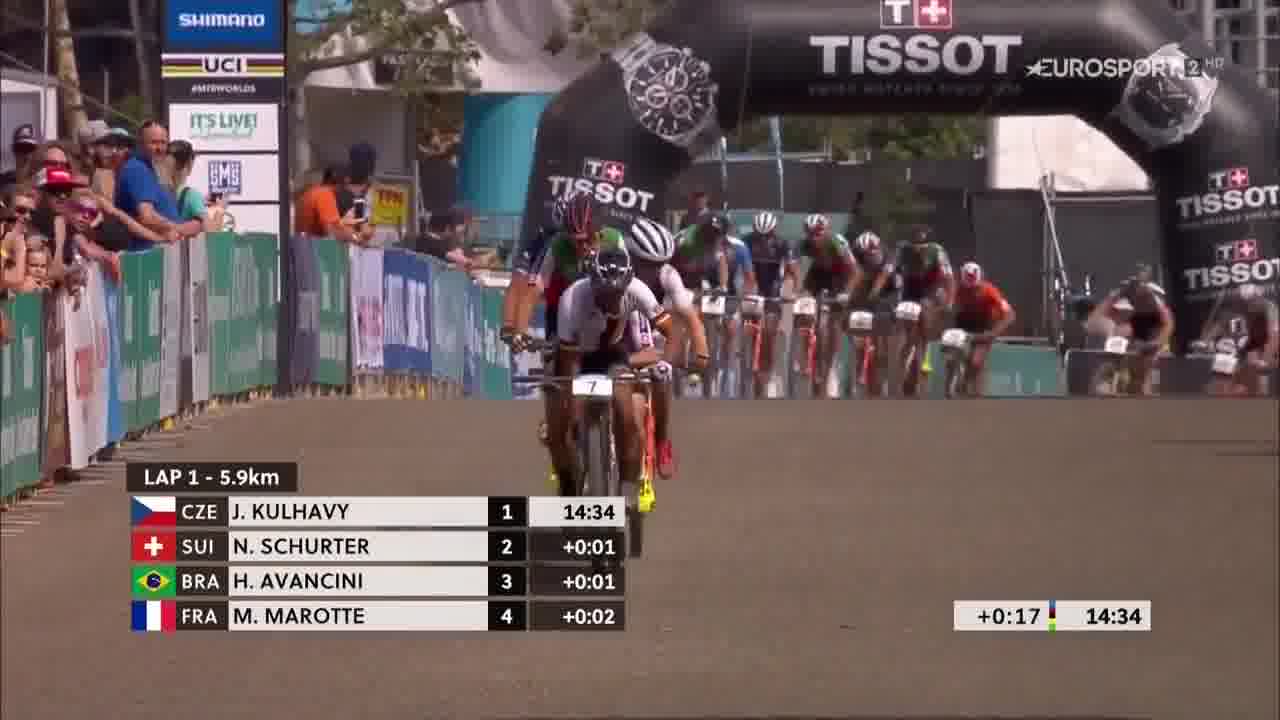 SHIMANO
UCI
#MTBWORLDS
IT'S LIVE!
SMS
T+
TISSOT
EUROSPORT 2 HD
T+
TISSOT
T+
TISSOT
T+
TISSOT
7
LAP 1 - 5.9km
CZE J. KULHAVY 1 14:34
SUI N. SCHURTER 2 +0:01
BRA H. AVANCINI 3 +0:01
FRA M. MAROTTE 4 +0:02
+0:17 14:34